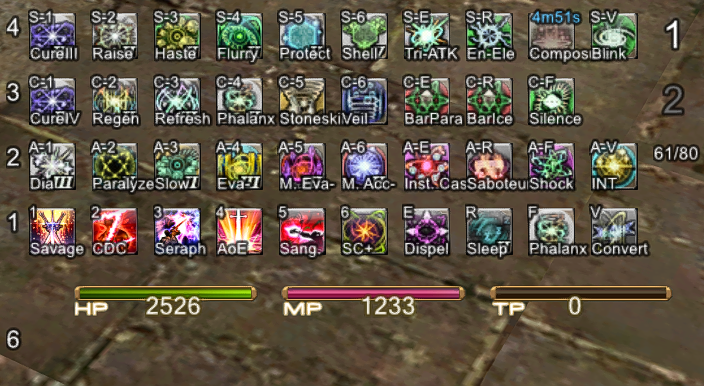 4 S-1 S-2 S-3 S-4 S-5 S-6 S-E S-R 4m51s S-V 1
CureIII Raise Haste Flurry Protect Shell Tri-ATK En-Ele Compos Blink
3 C-1 C-2 C-3 C-4 C-5 C-6 C-E C-R C-F 2
CureIV Regen Refresh Phalanx Stoneski Veil BarPara BarIce Silence
2 A-1 A-2 A-3 A-4 A-5 A-6 A-E A-R A-F A-V 61/80
DiaIII Paralyze Slow Eva- M. Eva- M.Acc- Inst. Cas Saboteu Shock INT
1 1 2 3 4 5 6 E R F V
Savage CDC Seraph AoE Sang. SC+ Dispel Sleep Phalanx Convert
HP 2526 MP 1233 TP 0
6